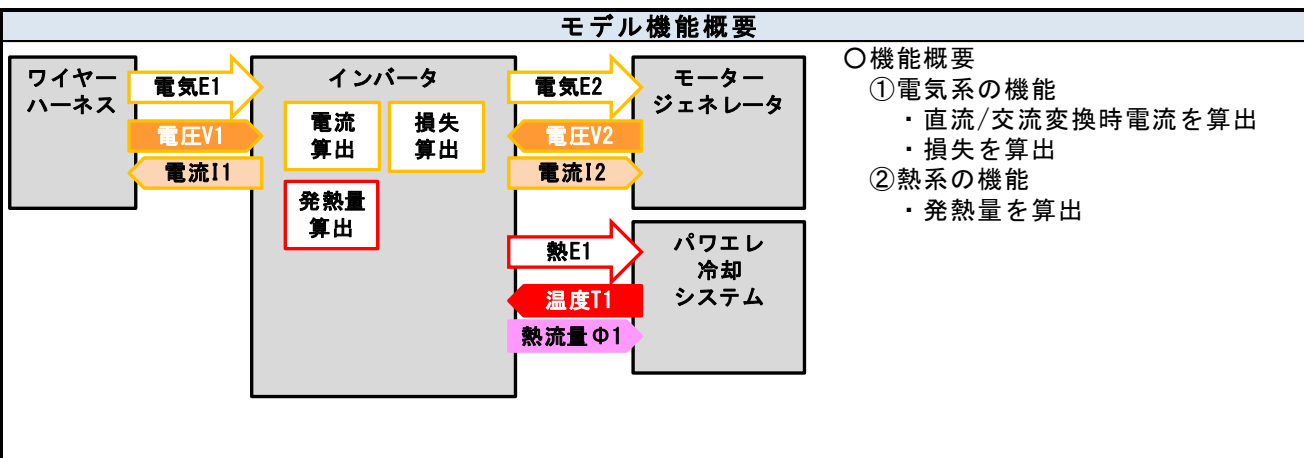 モデル機能概要
ワイヤー
ハーネス
電気E1
電圧V1
電流I1
インバータ
電流
算出
損失
算出
発熱量
算出
電気E2
電圧V2
電流I2
モーター
ジェネレータ
熱E1
温度T1
熱流量Φ1
パワエレ
冷却
システム
〇機能概要
①電気系の機能
・直流/交流変換時電流を算出
・損失を算出
②熱系の機能
・発熱量を算出